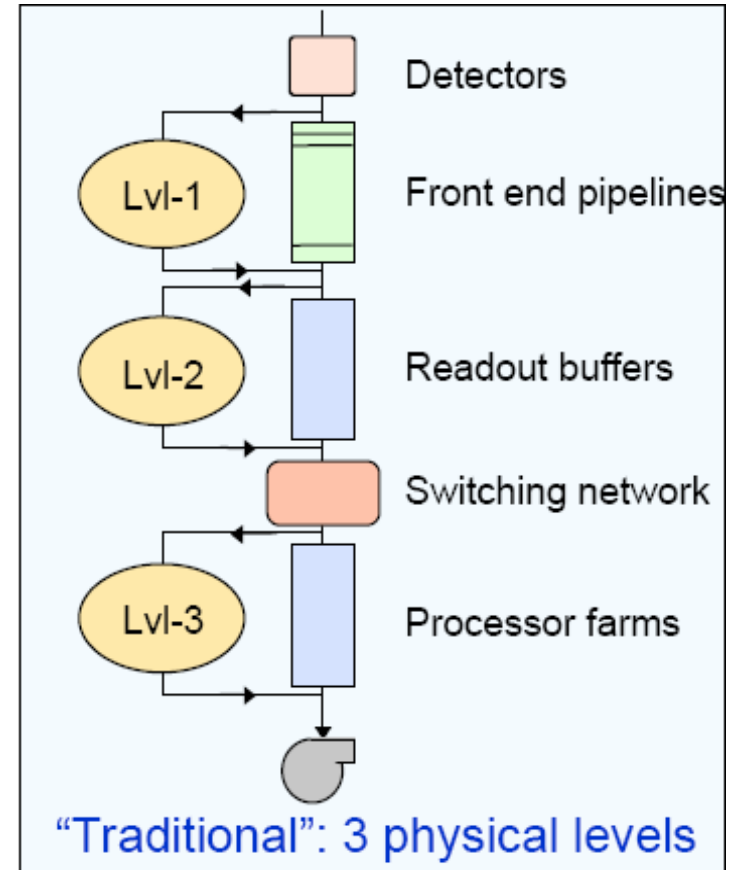 Detectors
Lvl-1
Front end pipelines
Lvl-2
Readout buffers
Switching network
Lvl-3
Processor farms
“Traditional”: 3 physical levels